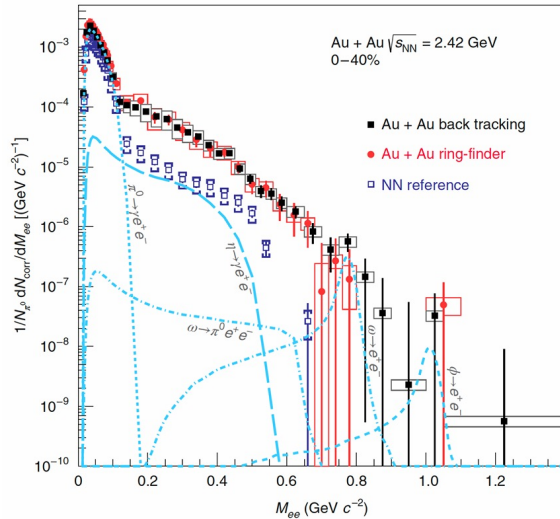 Au + Au √s_NN = 2.42 GeV
0–40%
Au + Au back tracking
Au + Au ring-finder
NN reference
1/N_π⁰ dN_corr/dM_ee [(GeV c⁻²)⁻¹]
10⁻³
10⁻⁴
10⁻⁵
10⁻⁶
10⁻⁷
10⁻⁸
10⁻⁹
10⁻¹⁰
π⁰→γe⁺e⁻
η→γe⁺e⁻
ω→π⁰e⁺e⁻
ω→e⁺e⁻
ϕ→e⁺e⁻
0 0.2 0.4 0.6 0.8 1.0 1.2
M_ee (GeV c⁻²)